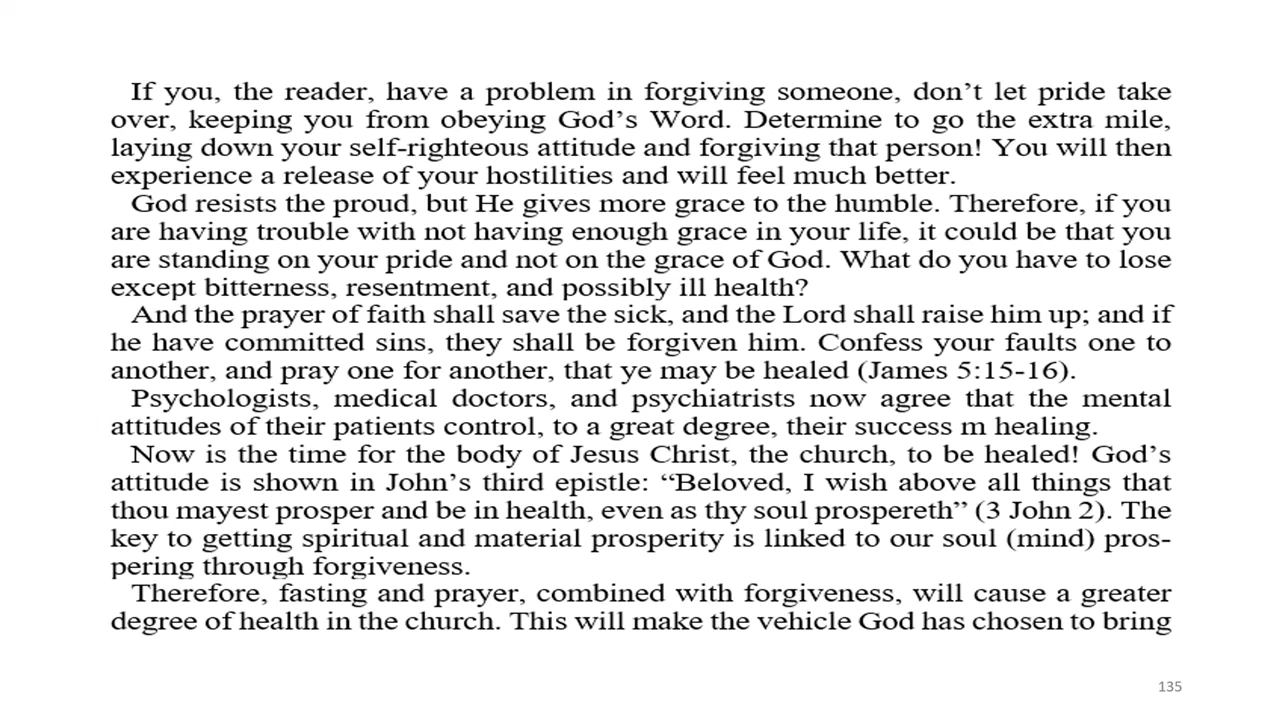 If you, the reader, have a problem in forgiving someone, don’t let pride take
over, keeping you from obeying God’s Word. Determine to go the extra mile,
laying down your self-righteous attitude and forgiving that person! You will then
experience a release of your hostilities and will feel much better.
God resists the proud, but He gives more grace to the humble. Therefore, if you
are having trouble with not having enough grace in your life, it could be that you
are standing on your pride and not on the grace of God. What do you have to lose
except bitterness, resentment, and possibly ill health?
And the prayer of faith shall save the sick, and the Lord shall raise him up; and if
he have committed sins, they shall be forgiven him. Confess your faults one to
another, and pray one for another, that ye may be healed (James 5:15-16).
Psychologists, medical doctors, and psychiatrists now agree that the mental
attitudes of their patients control, to a great degree, their success m healing.
Now is the time for the body of Jesus Christ, the church, to be healed! God’s
attitude is shown in John’s third epistle: “Beloved, I wish above all things that
thou mayest prosper and be in health, even as thy soul prospereth” (3 John 2). The
key to getting spiritual and material prosperity is linked to our soul (mind) pros-
pering through forgiveness.
Therefore, fasting and prayer, combined with forgiveness, will cause a greater
degree of health in the church. This will make the vehicle God has chosen to bring
135